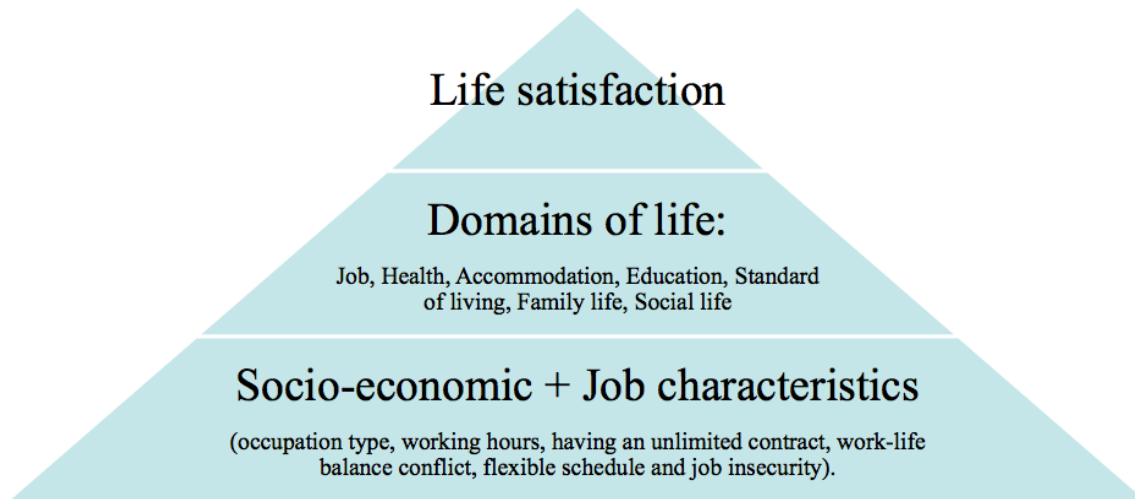 Life satisfaction
Domains of life:
Job, Health, Accommodation, Education, Standard
of living, Family life, Social life
Socio-economic + Job characteristics
(occupation type, working hours, having an unlimited contract, work-life
balance conflict, flexible schedule and job insecurity).